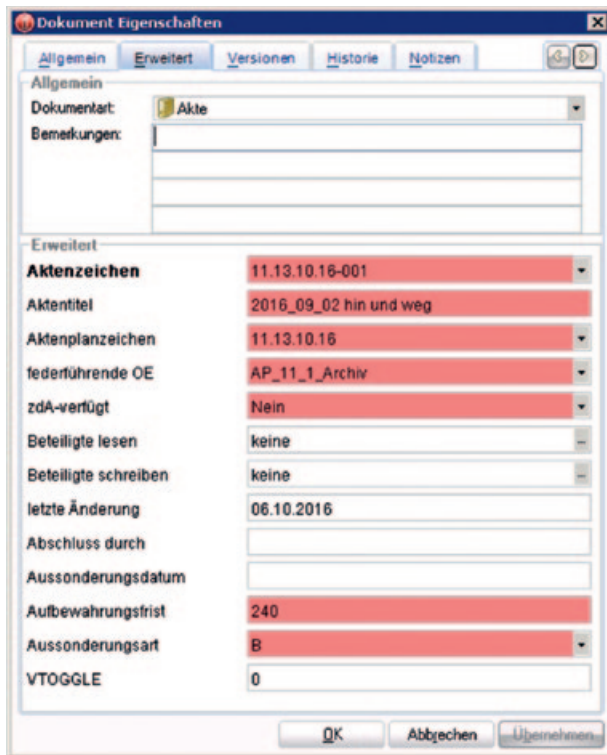 Dokument Eigenschaften
Allgemein Erweitert Versionen Historie Notizen
Allgemein
Dokumentart: Akte
Bemerkungen:
Erweitert
Aktenzeichen 11.13.10.16-001
Aktentitel 2016_09_02 hin und weg
Aktenplanzeichen 11.13.10.16
federführende OE AP_11_1_Archiv
zdA-verfügt Nein
Beteiligte lesen keine
Beteiligte schreiben keine
letzte Änderung 06.10.2016
Abschluss durch
Aussonderungsdatum
Aufbewahrungsfrist 240
Aussonderungsart B
VTOGGLE 0
OK Abbrechen Übernehmen